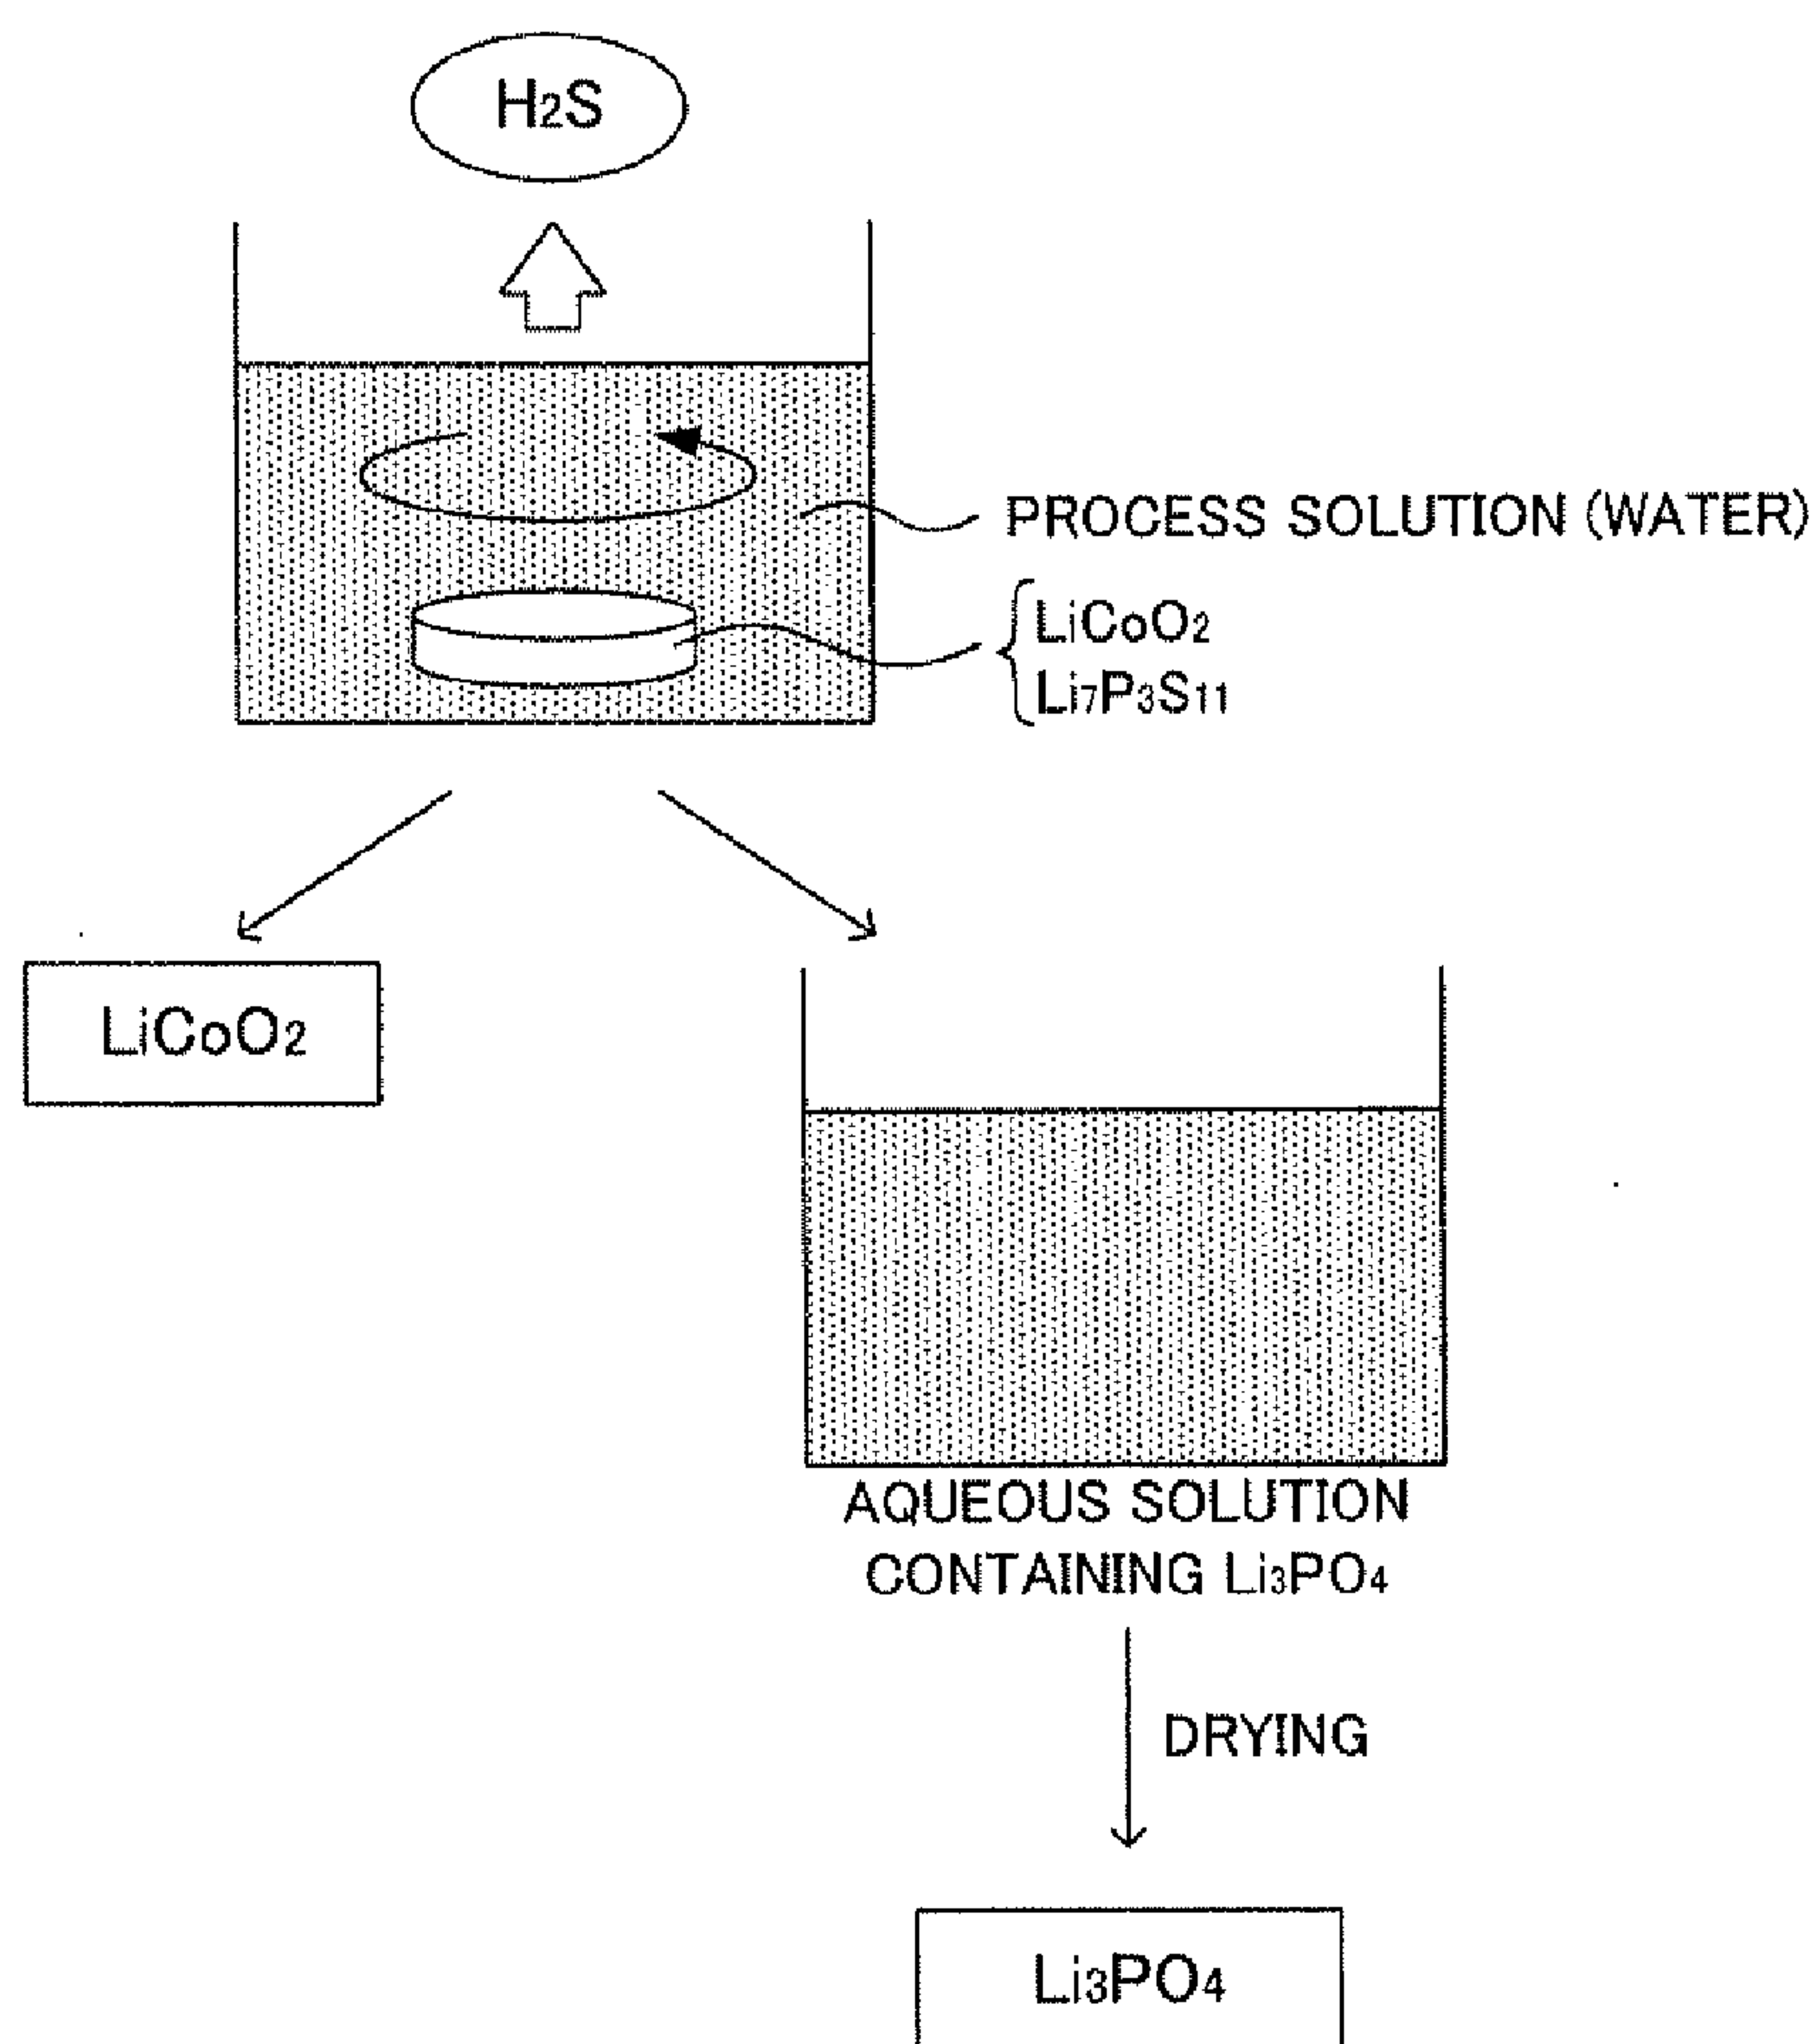 H2S
PROCESS SOLUTION (WATER)
LiCoO2
Li7P3S11
LiCoO2
AQUEOUS SOLUTION
CONTAINING Li3PO4
DRYING
Li3PO4